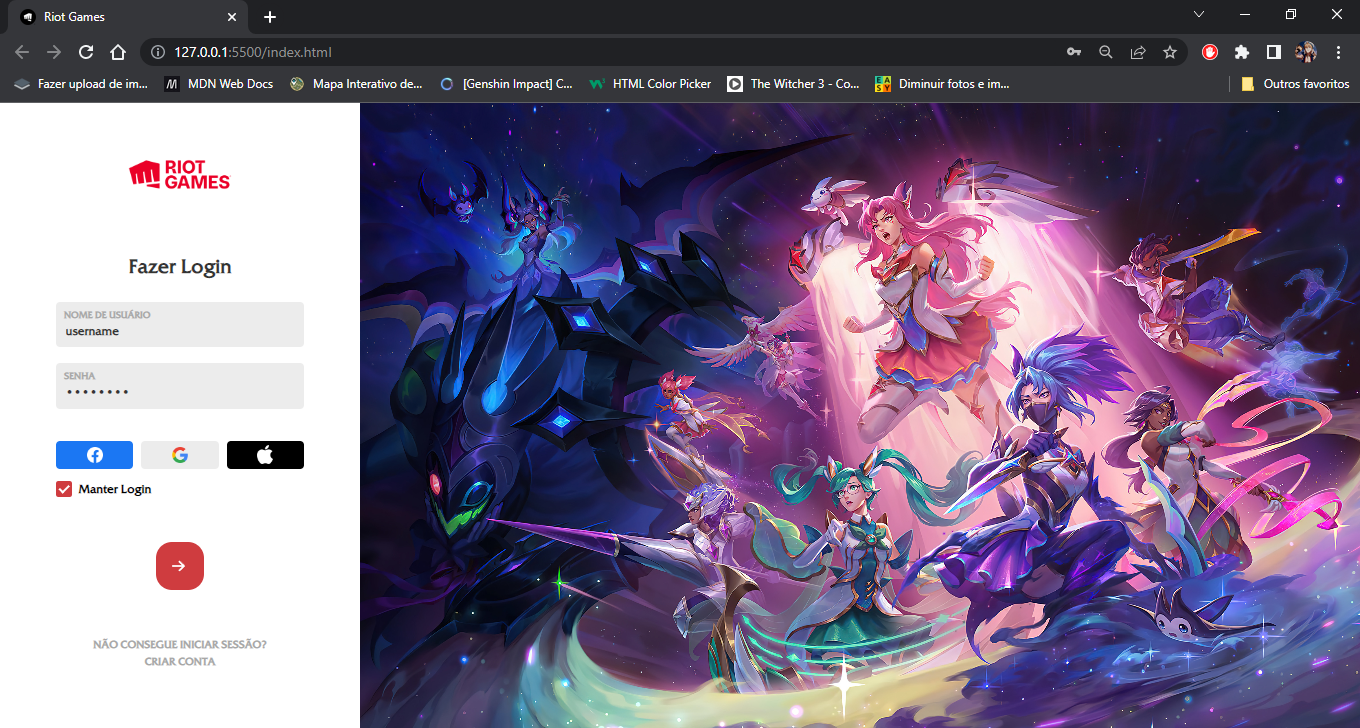 Riot Games
127.0.0.1:5500/index.html
Fazer upload de im...
MDN Web Docs
Mapa Interativo de...
[Genshin Impact] C...
HTML Color Picker
The Witcher 3 - Co...
EA
SY
Diminuir fotos e im...
Outros favoritos
RIOT
GAMES
Fazer Login
NOME DE USUÁRIO
username
SENHA
Manter Login
NÃO CONSEGUE INICIAR SESSÃO?
CRIAR CONTA